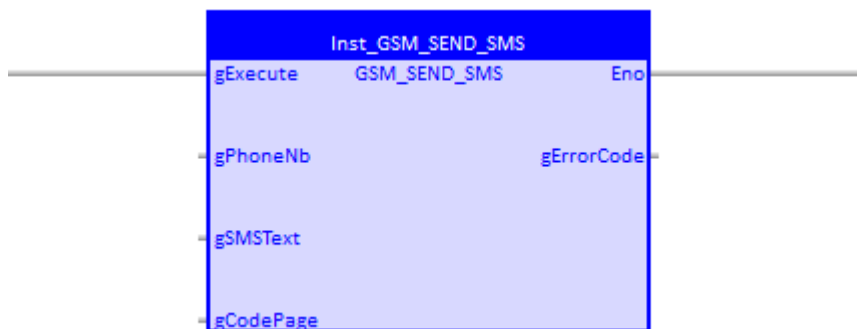 Inst_GSM_SEND_SMS
gExecute GSM_SEND_SMS Eno
gPhoneNb gErrorCode
gSMSText
gCodePage